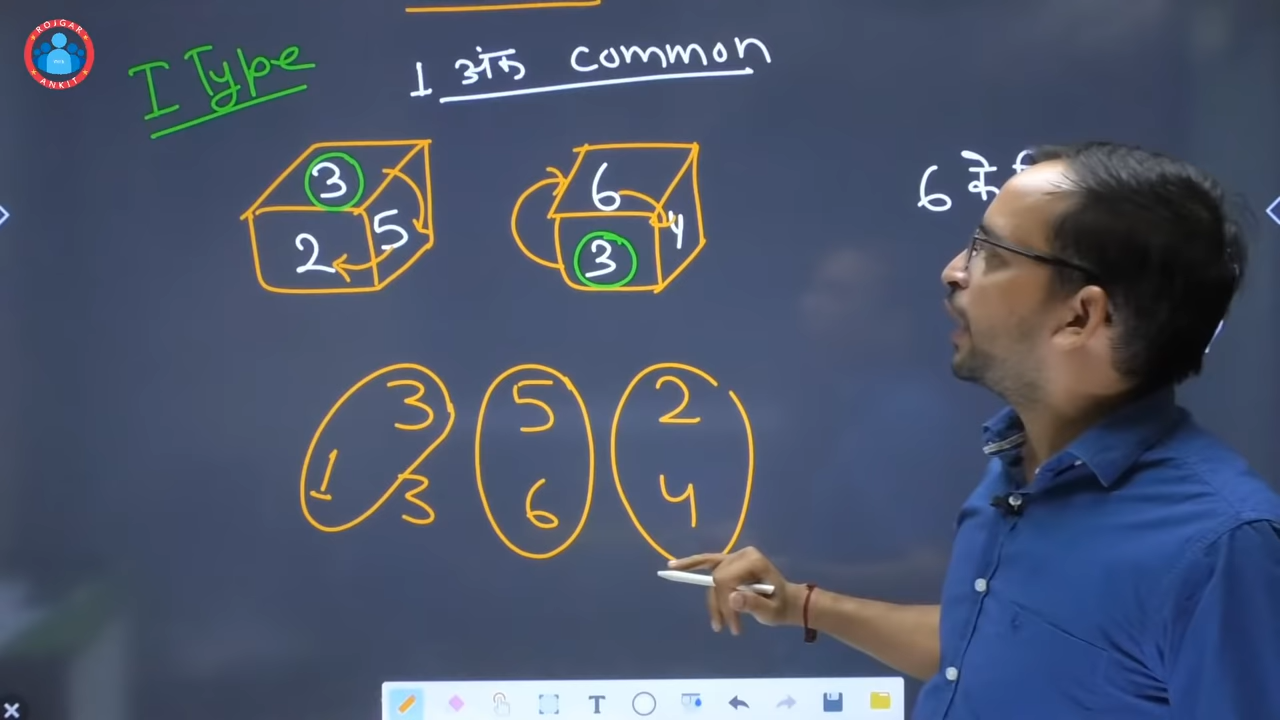 ROJGAR
ANKIT
I Type
1 अंक common
3
5
2
6
4
3
6 के
3 5 2
1 3 6 4
T